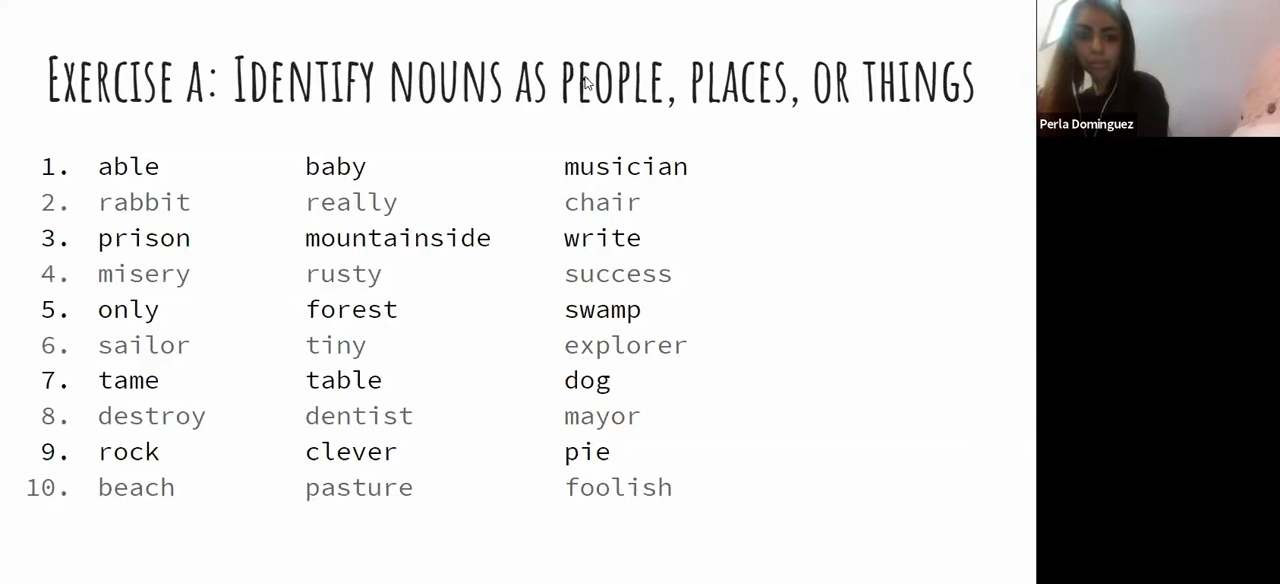 EXERCISE A: IDENTIFY NOUNS AS PEOPLE, PLACES, OR THINGS
1. able baby musician
2. rabbit really chair
3. prison mountainside write
4. misery rusty success
5. only forest swamp
6. sailor tiny explorer
7. tame table dog
8. destroy dentist mayor
9. rock clever pie
10. beach pasture foolish
Perla Dominguez